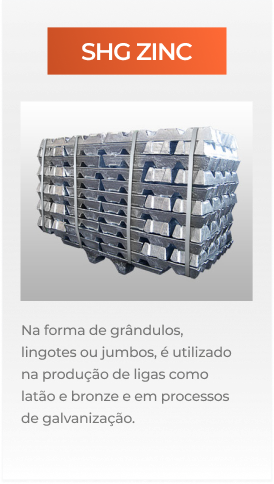 SHG ZINC
Na forma de grândulos,
lingotes ou jumbos, é utilizado
na produção de ligas como
latão e bronze e em processos
de galvanização.